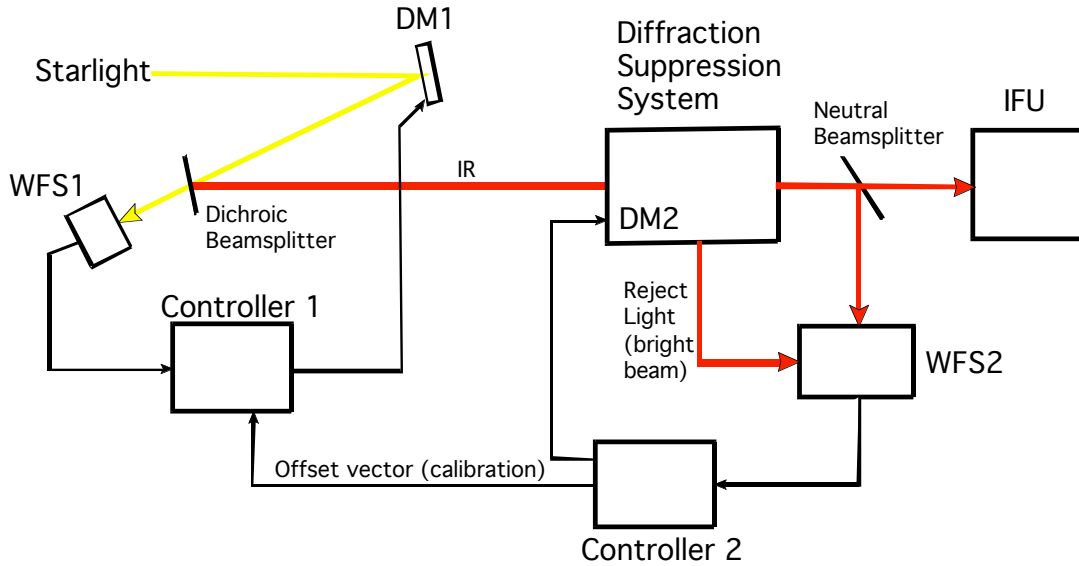 DM1
Starlight
Diffraction
Suppression
System
IFU
Neutral
Beamsplitter
WFS1
IR
Dichroic
Beamsplitter
DM2
Reject
Light
(bright
beam)
Controller 1
WFS2
Offset vector (calibration)
Controller 2